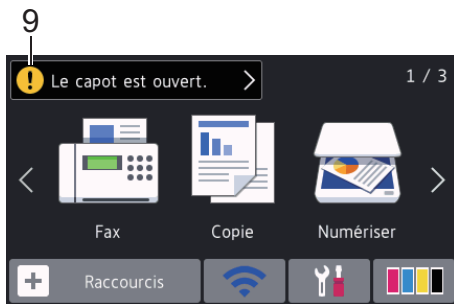 9
Le capot est ouvert.
1 / 3
Fax Copie Numériser
Raccourcis